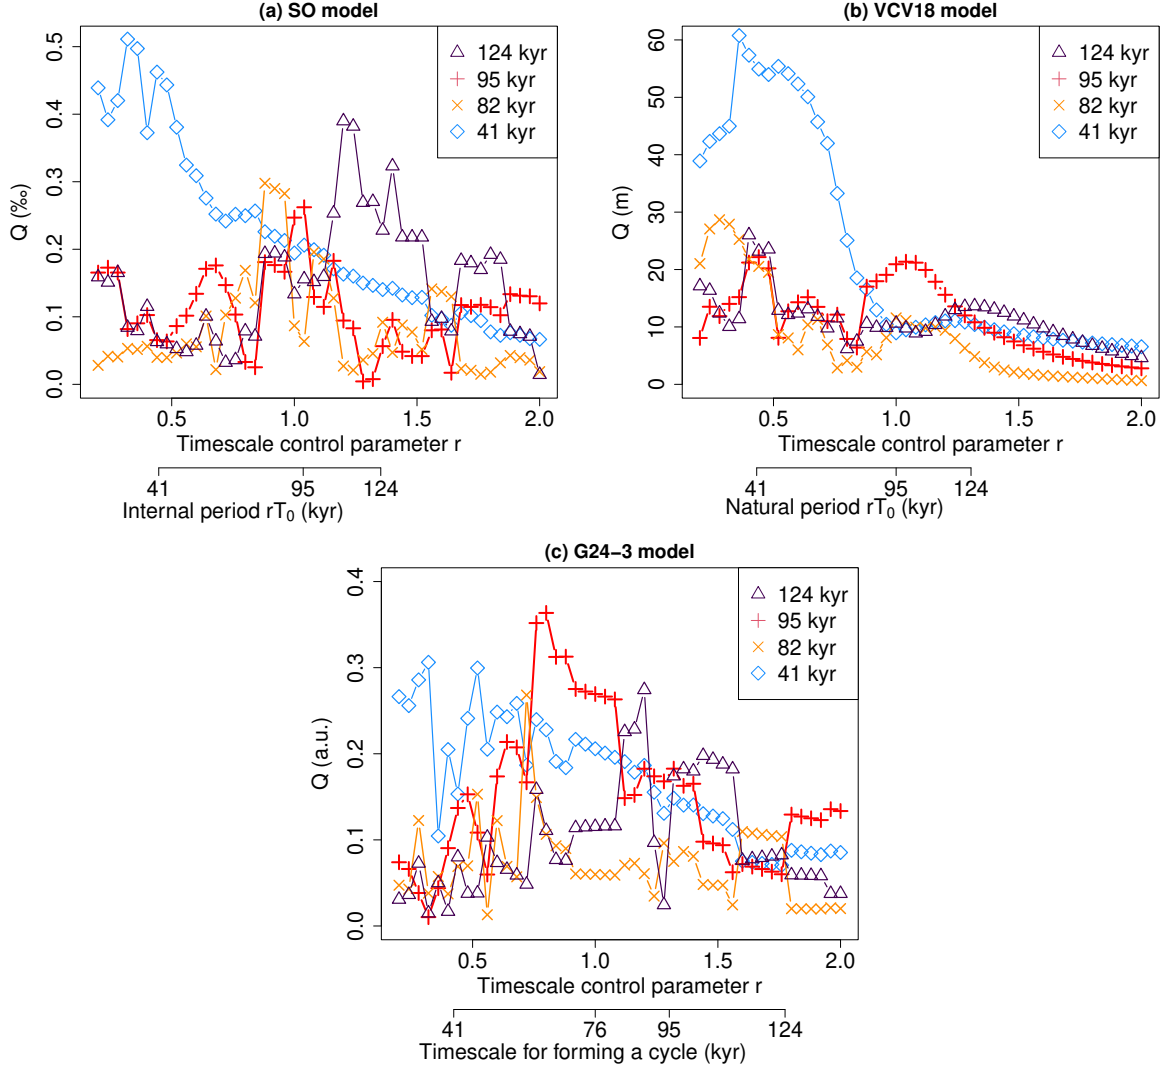 (a) SO model
Q (‰)
0.0 0.1 0.2 0.3 0.4 0.5
124 kyr
95 kyr
82 kyr
41 kyr
0.5 1.0 1.5 2.0
Timescale control parameter r
41 95 124
Internal period rT₀ (kyr)
(b) VCV18 model
Q (m)
0 10 20 30 40 50 60
124 kyr
95 kyr
82 kyr
41 kyr
0.5 1.0 1.5 2.0
Timescale control parameter r
41 95 124
Natural period rT₀ (kyr)
(c) G24−3 model
Q (a.u.)
0.0 0.1 0.2 0.3 0.4
124 kyr
95 kyr
82 kyr
41 kyr
0.5 1.0 1.5 2.0
Timescale control parameter r
41 76 95 124
Timescale for forming a cycle (kyr)